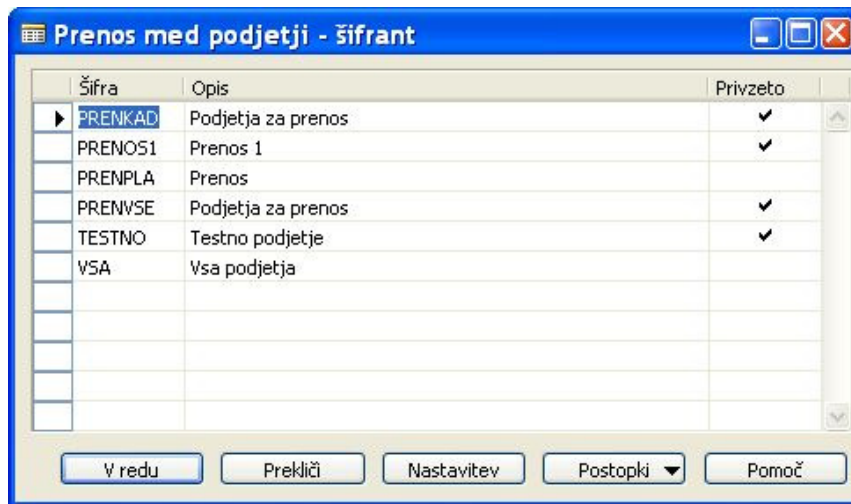 Prenos med podjetji - šifrant
Šifra Opis Privzeto
PRENKAD Podjetja za prenos
PRENOS1 Prenos 1
PRENPLA Prenos
PRENVSE Podjetja za prenos
TESTNO Testno podjetje
VSA Vsa podjetja
V redu Prekliči Nastavitev Postopki Pomoč